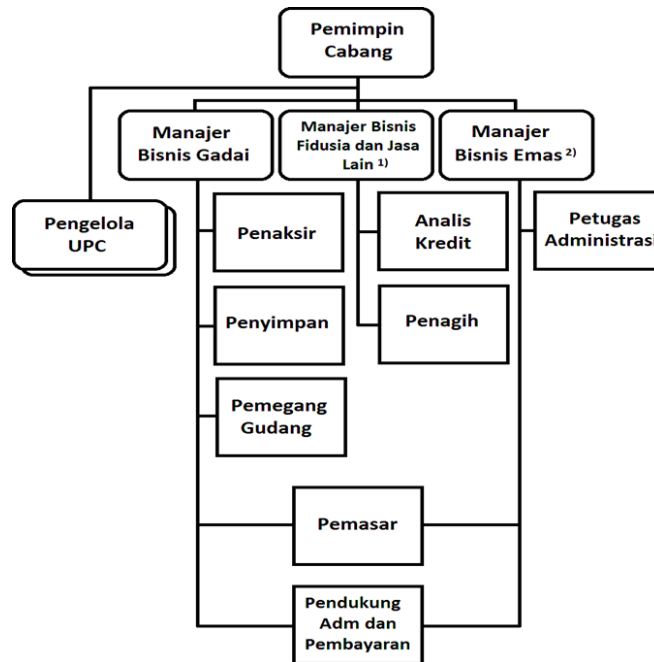 Pemimpin
Cabang
Manajer
Bisnis Gadai
Manajer Bisnis
Fidusia dan Jasa
Lain 1)
Manajer
Bisnis Emas 2)
Pengelola
UPC
Penaksir
Analis
Kredit
Petugas
Administrasi
Penyimpan
Penagih
Pemegang
Gudang
Pemasar
Pendukung
Adm dan
Pembayaran